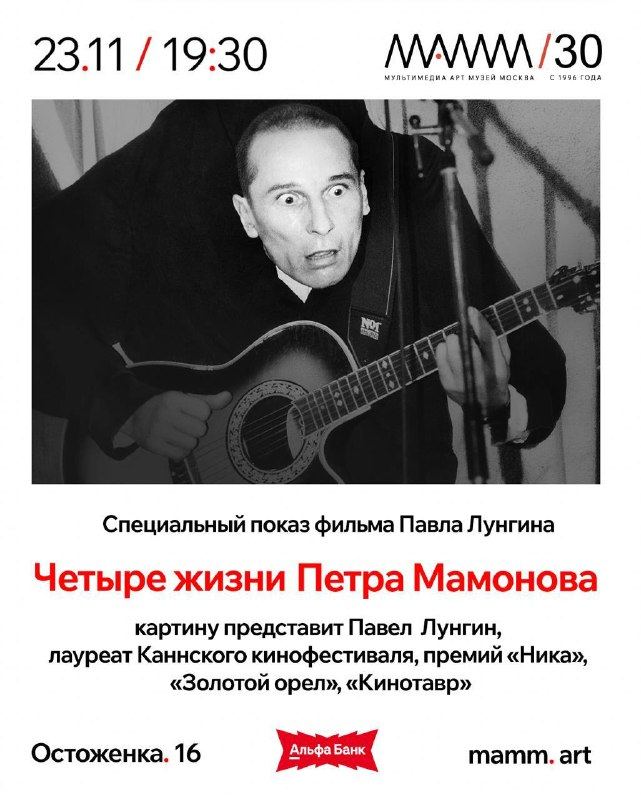 23.11 / 19:30
МАММ/30
МУЛЬТИМЕДИА АРТ МУЗЕЙ МОСКВА С 1996 ГОДА
NOT
Специальный показ фильма Павла Лунгина
Четыре жизни Петра Мамонова
картину представит Павел Лунгин,
лауреат Каннского кинофестиваля, премий «Ника»,
«Золотой орел», «Кинотавр»
Остоженка. 16
Альфа Банк
mamm. art